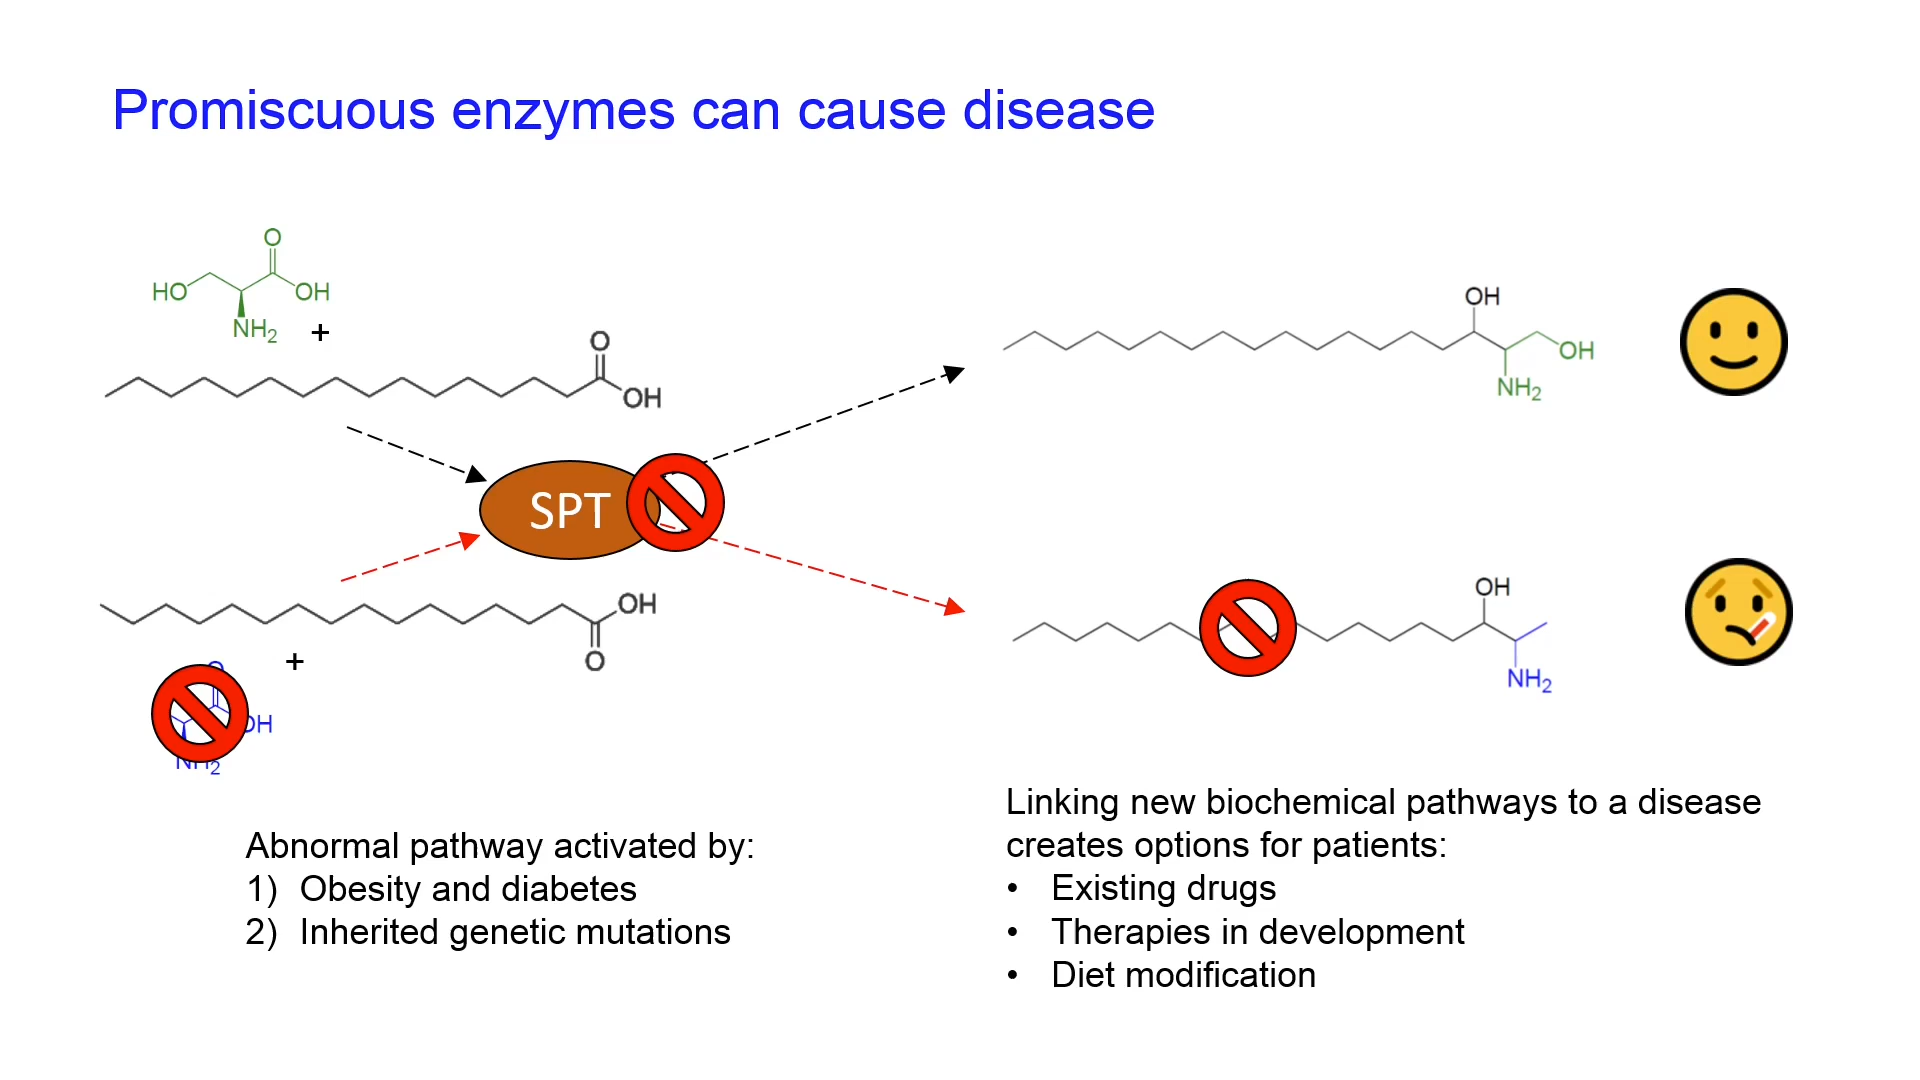 Promiscuous enzymes can cause disease
O
HO
OH
NH2
+
O
OH
OH
OH
NH2
SPT
OH
O
+
O
OH
NH2
OH
NH2
Abnormal pathway activated by:
1) Obesity and diabetes
2) Inherited genetic mutations
Linking new biochemical pathways to a disease
creates options for patients:
• Existing drugs
• Therapies in development
• Diet modification